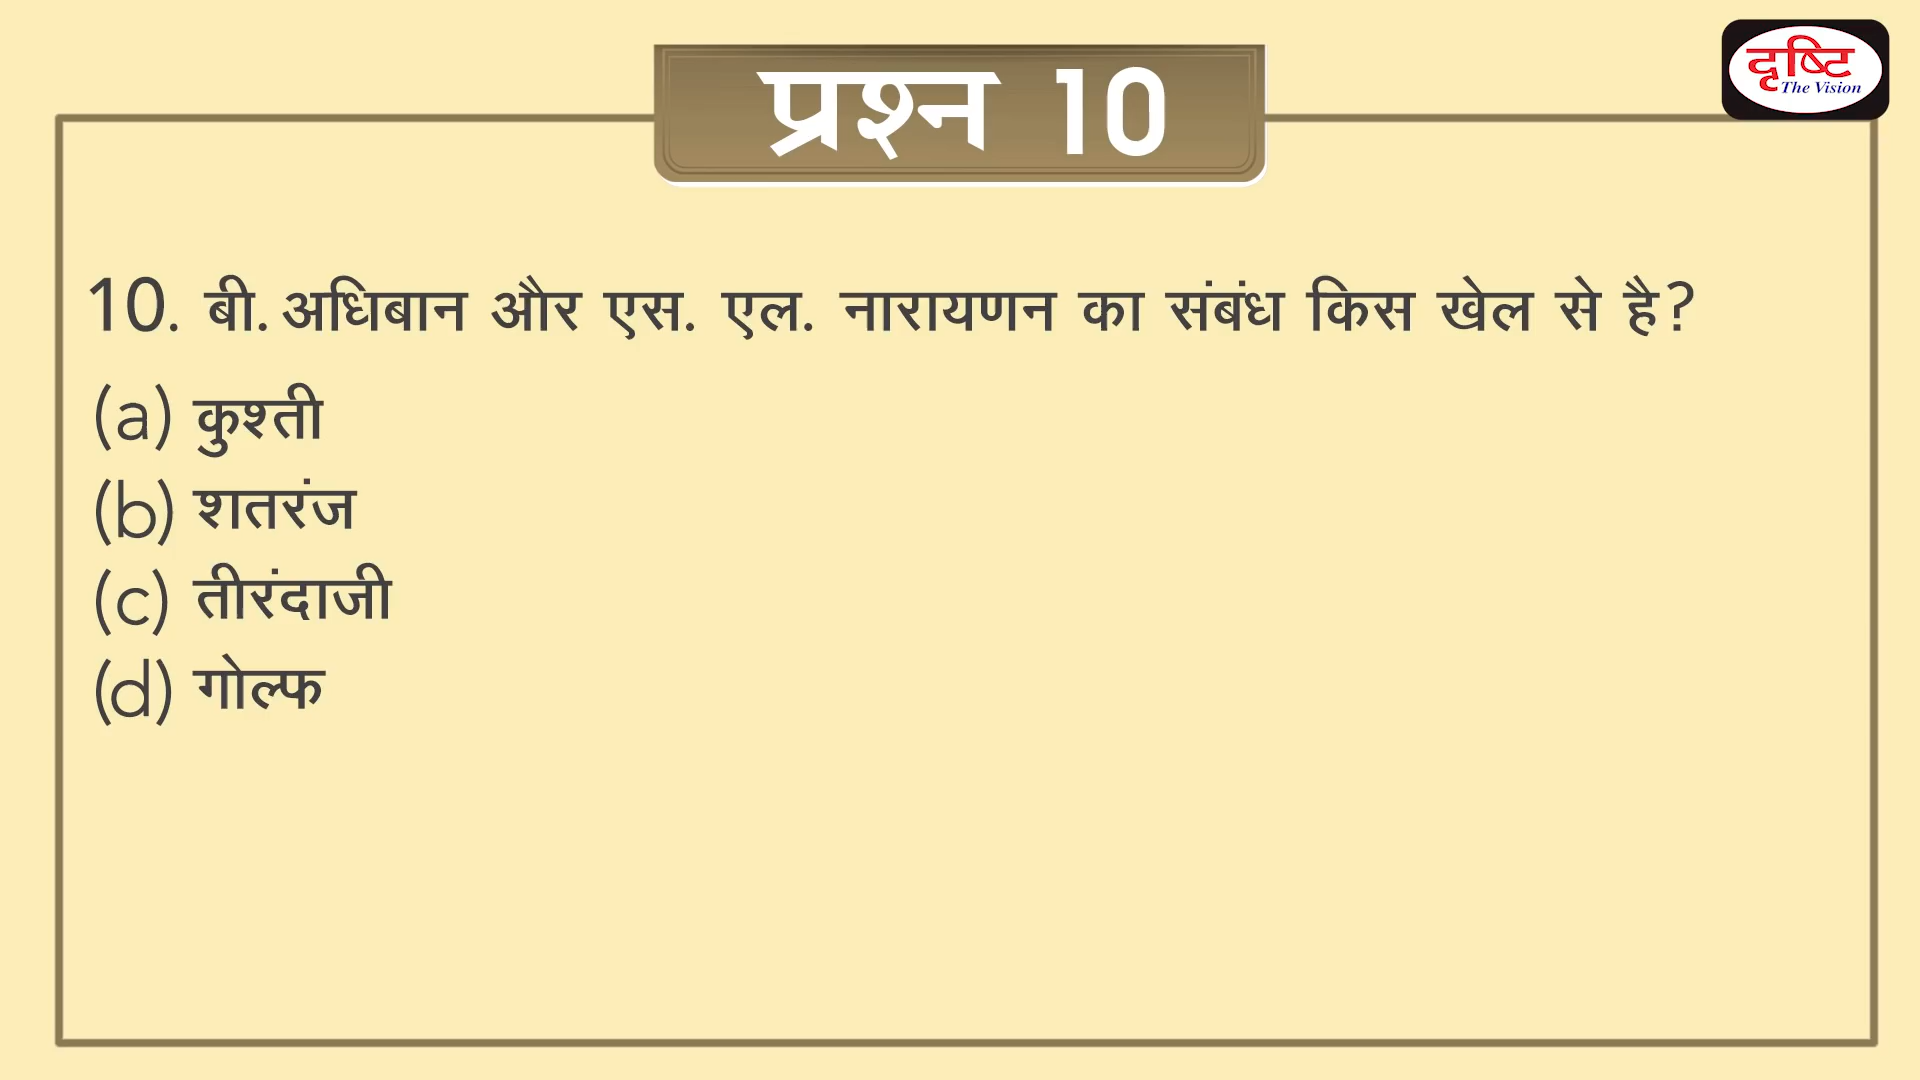 दृष्टि
The Vision
प्रश्न 10
10. बी. अधिबान और एस. एल. नारायणन का संबंध किस खेल से है?
(a) कुश्ती
(b) शतरंज
(c) तीरंदाजी
(d) गोल्फ